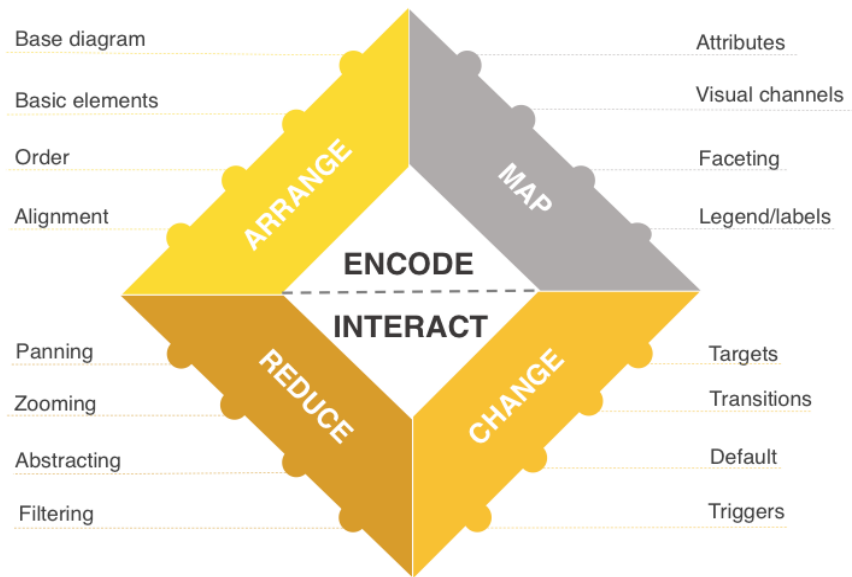 Base diagram
Basic elements
Order
Alignment
ARRANGE
MAP
Attributes
Visual channels
Faceting
Legend/labels
ENCODE
INTERACT
Panning
Zooming
Abstracting
Filtering
REDUCE
CHANGE
Targets
Transitions
Default
Triggers